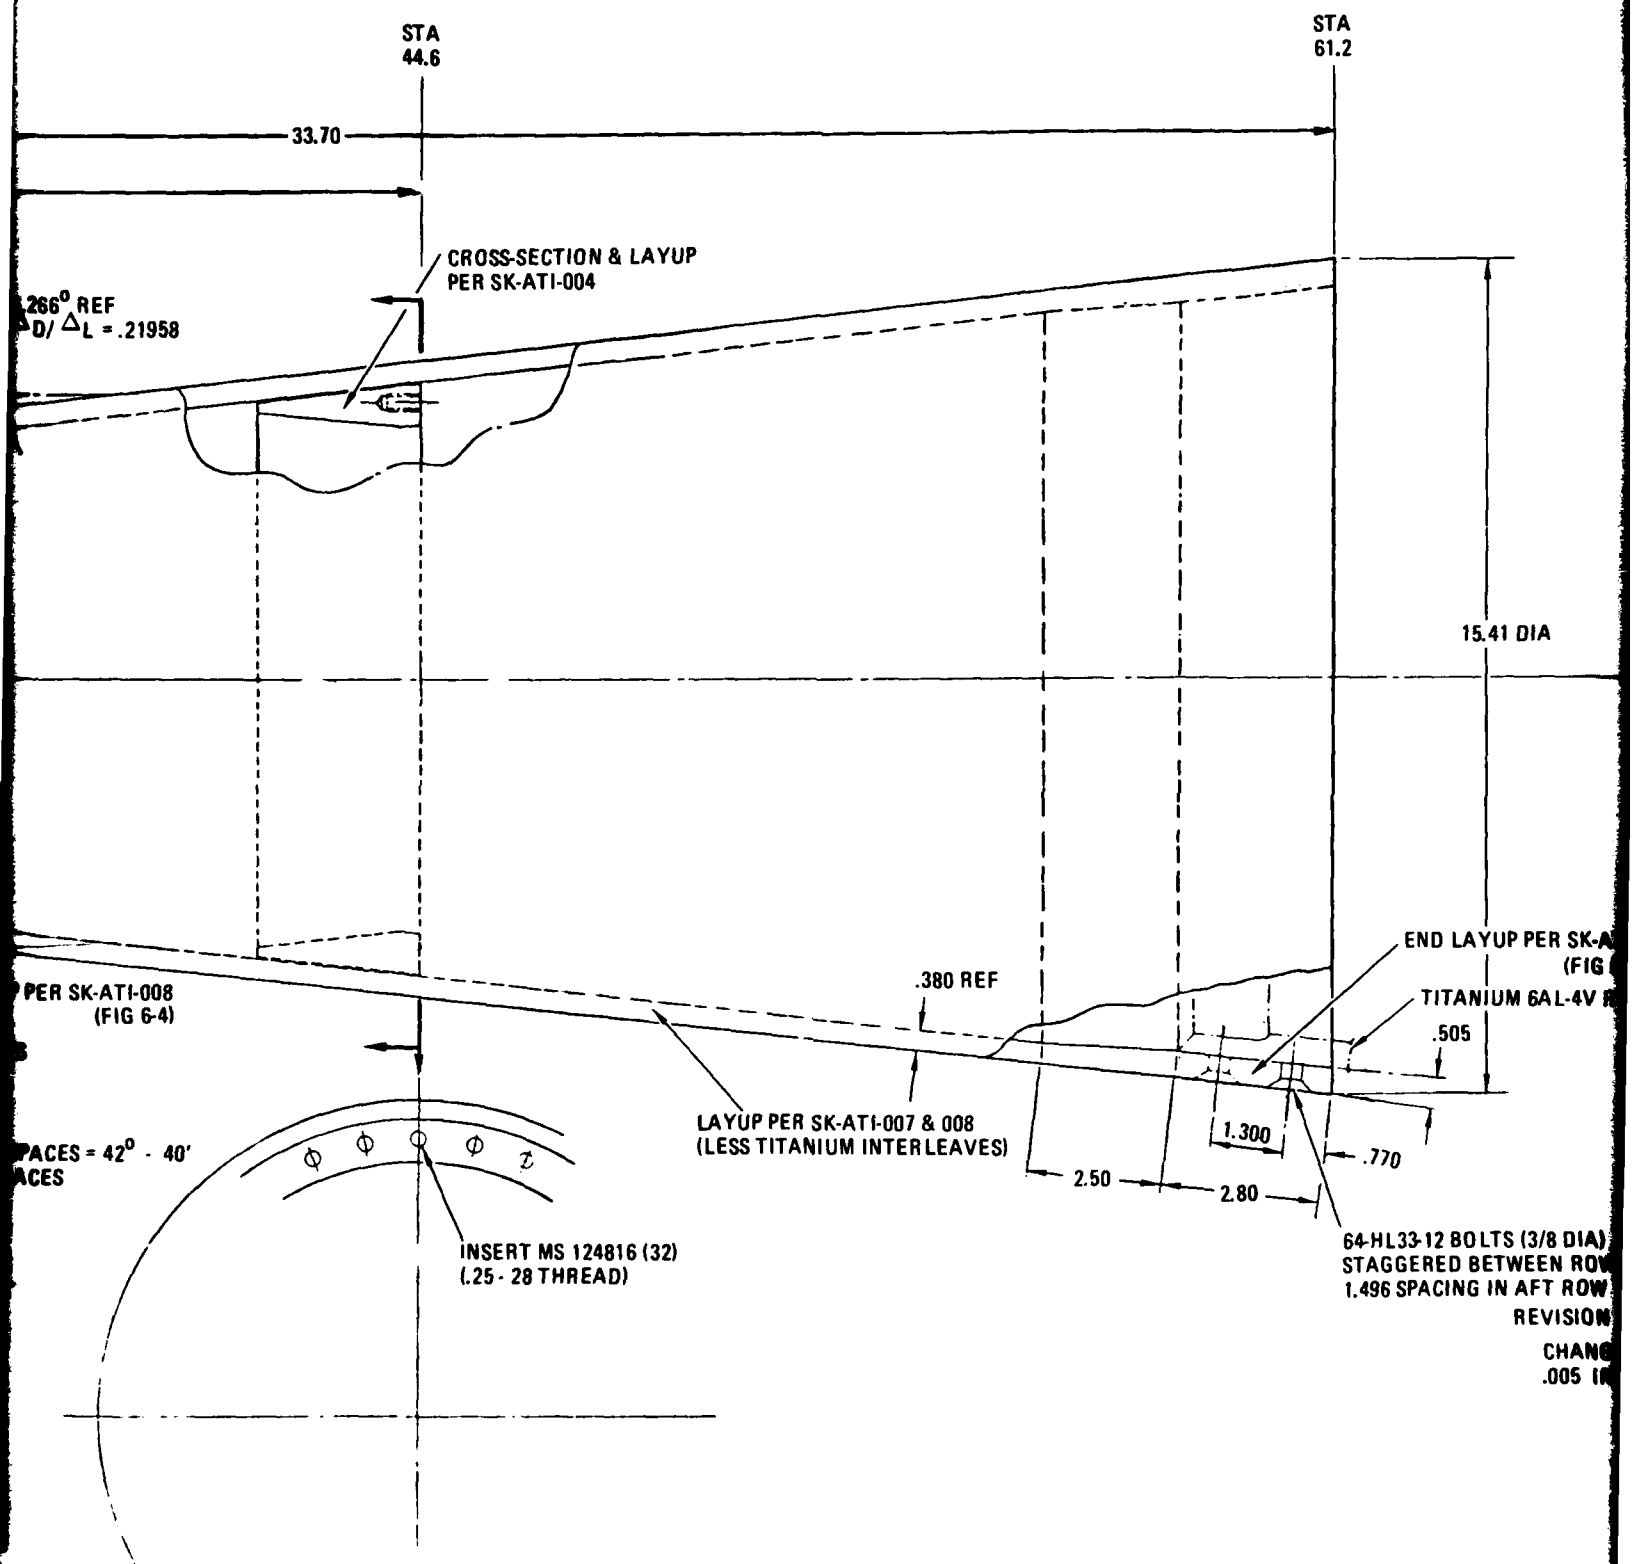 STA
44.6
STA
61.2
33.70
CROSS-SECTION & LAYUP
PER SK-ATI-004
.266° REF
ΔD/ΔL = .21958
15.41 DIA
END LAYUP PER SK-A
(FIG
TITANIUM 6AL-4V
.505
.380 REF
PER SK-ATI-008
(FIG 6-4)
LAYUP PER SK-ATI-007 & 008
(LESS TITANIUM INTERLEAVES)
1.300
.770
2.50
2.80
PACES = 42° - 40'
ACES
INSERT MS 124816 (32)
(.25 - 28 THREAD)
64-HL33-12 BOLTS (3/8 DIA)
STAGGERED BETWEEN ROW
1.496 SPACING IN AFT ROW
REVISION
CHANG
.005